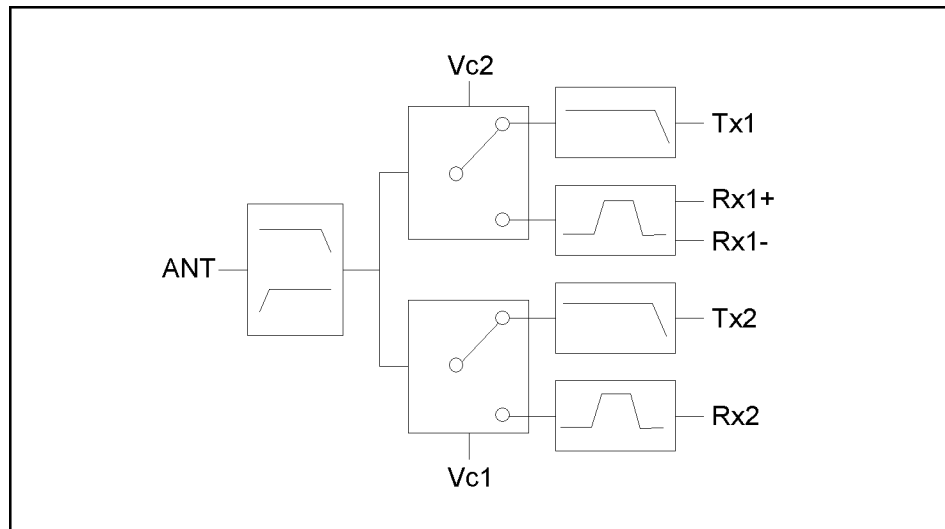 Vc2
Tx1
Rx1+
Rx1-
ANT
Tx2
Rx2
Vc1